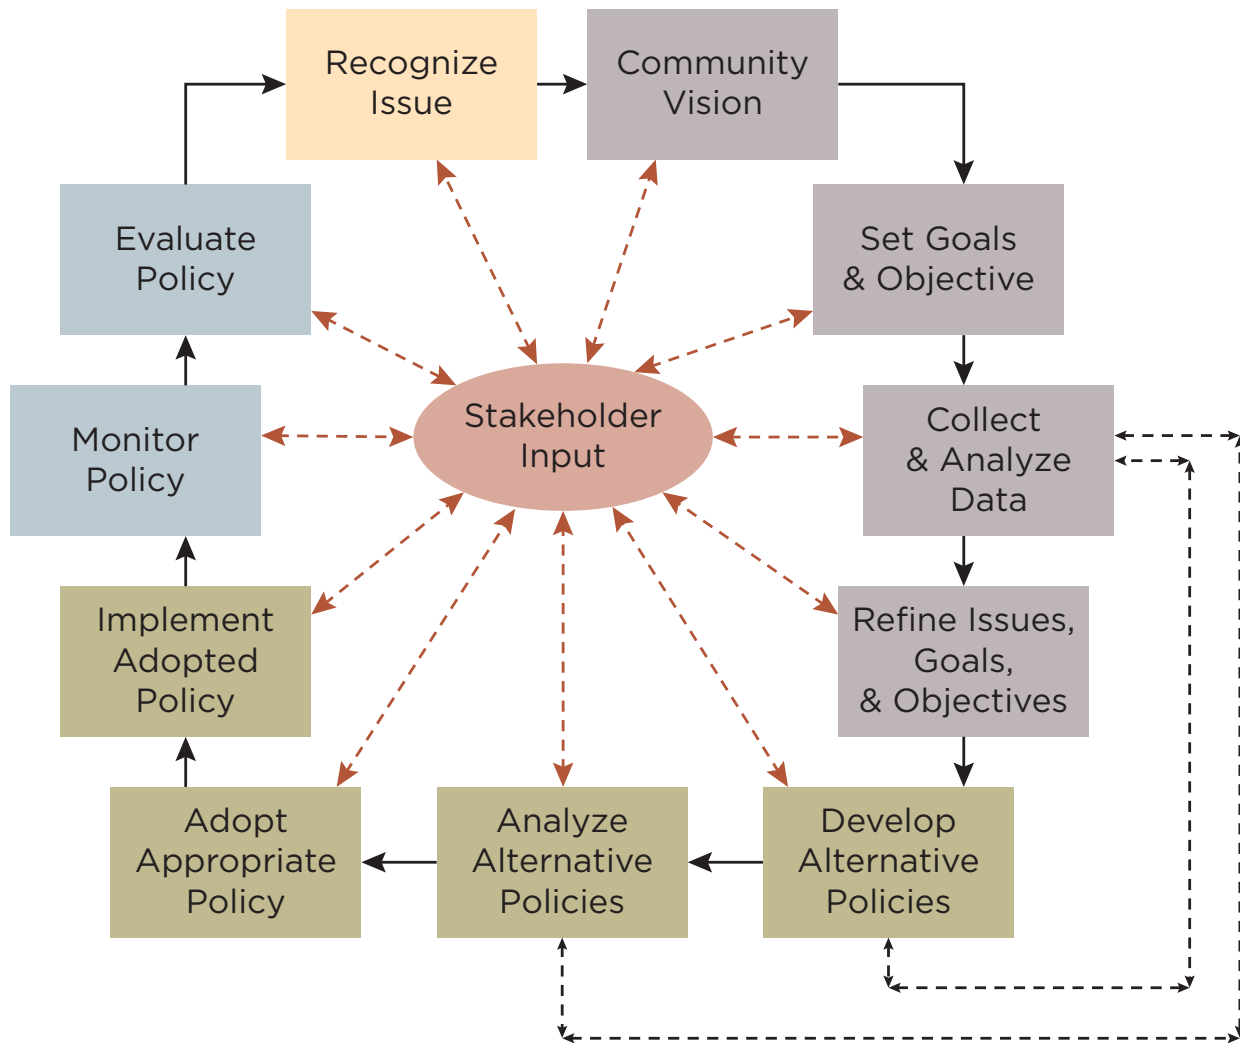 Recognize
Issue
Community
Vision
Set Goals
& Objective
Collect
& Analyze
Data
Refine Issues,
Goals,
& Objectives
Develop
Alternative
Policies
Analyze
Alternative
Policies
Adopt
Appropriate
Policy
Implement
Adopted
Policy
Monitor
Policy
Evaluate
Policy
Stakeholder
Input